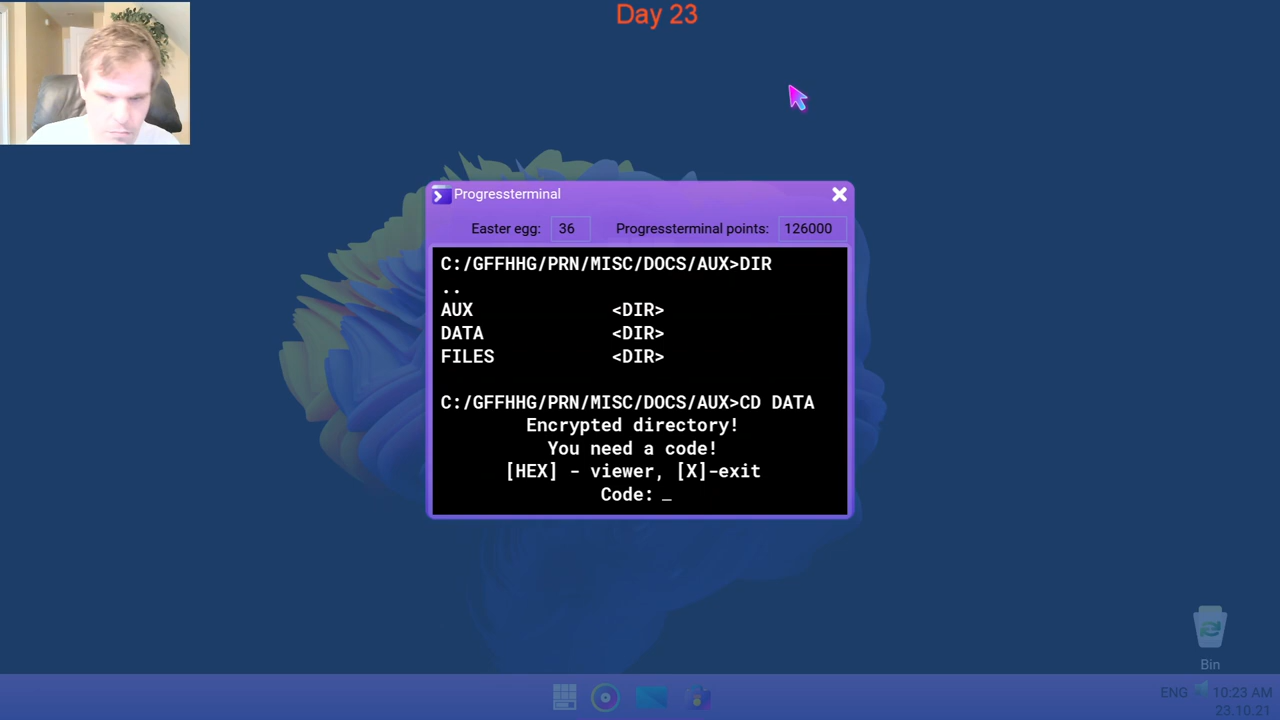 Day 23
Progressterminal
Easter egg: 36 Progressterminal points: 126000
C:/GFFHHG/PRN/MISC/DOCS/AUX>DIR
..
AUX <DIR>
DATA <DIR>
FILES <DIR>
C:/GFFHHG/PRN/MISC/DOCS/AUX>CD DATA
Encrypted directory!
You need a code!
[HEX] - viewer, [X]-exit
Code: _
Bin
ENG 10:23 AM
23.10.21